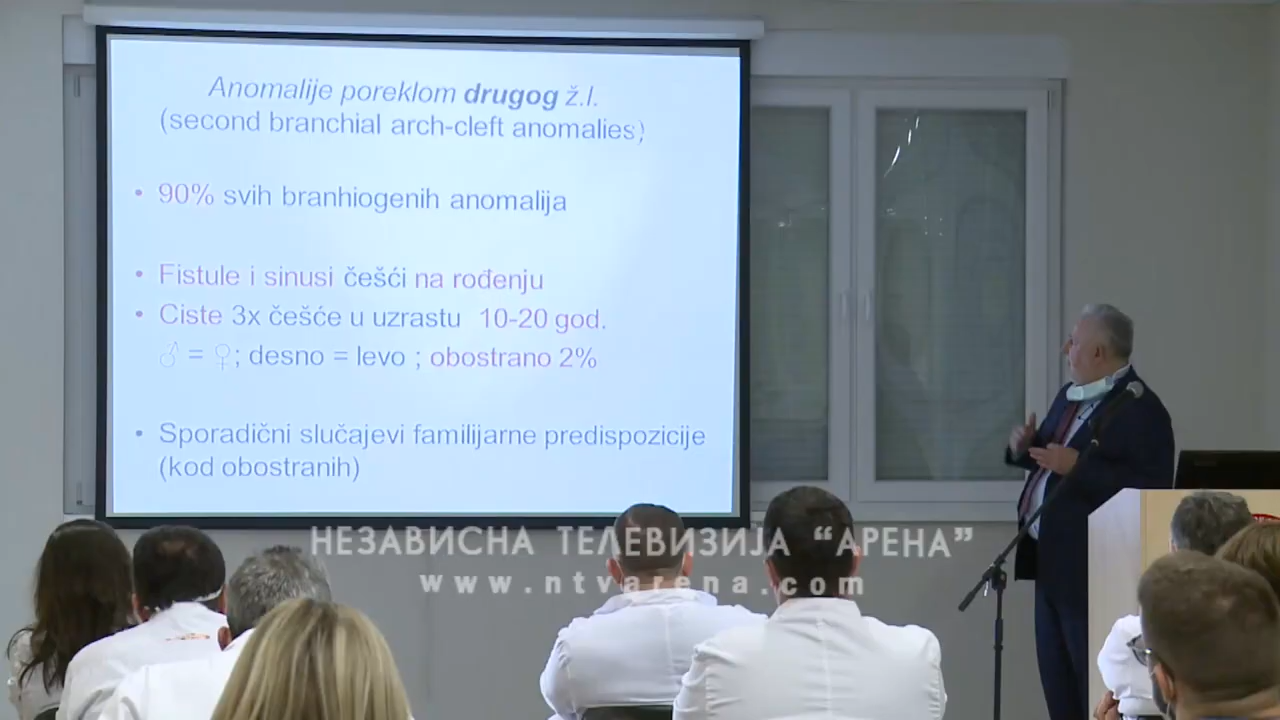 Anomalije poreklom drugog ž.l.
(second branchial arch-cleft anomalies)
• 90% svih branhiogenih anomalija
• Fistule i sinusi češći na rođenju
• Ciste 3x češće u uzrastu 10-20 god.
♂ = ♀; desno = levo ; obostrano 2%
• Sporadični slučajevi familijarne predispozicije
(kod obostranih)
НЕЗАВИСНА ТЕЛЕВИЗИЈА “АРЕНА”
www.ntvarena.com